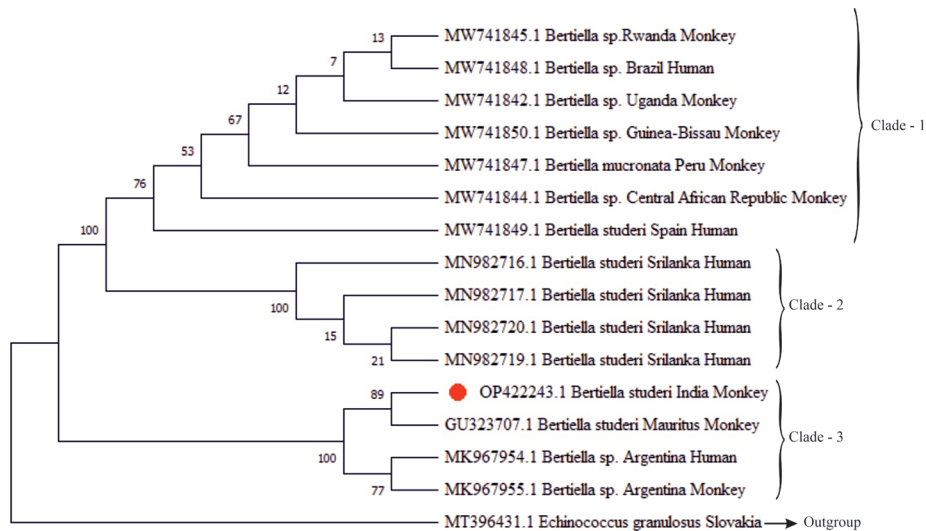 13
MW741845.1 Bertiella sp.Rwanda Monkey
7
MW741848.1 Bertiella sp. Brazil Human
12
MW741842.1 Bertiella sp. Uganda Monkey
67
MW741850.1 Bertiella sp. Guinea-Bissau Monkey
Clade - 1
53
MW741847.1 Bertiella mucronata Peru Monkey
76
MW741844.1 Bertiella sp. Central African Republic Monkey
100
MW741849.1 Bertiella studeri Spain Human
MN982716.1 Bertiella studeri Srilanka Human
100
MN982717.1 Bertiella studeri Srilanka Human
Clade - 2
15
MN982720.1 Bertiella studeri Srilanka Human
21
MN982719.1 Bertiella studeri Srilanka Human
89
OP422243.1 Bertiella studeri India Monkey
GU323707.1 Bertiella studeri Mauritus Monkey
Clade - 3
100
MK967954.1 Bertiella sp. Argentina Human
77
MK967955.1 Bertiella sp. Argentina Monkey
MT396431.1 Echinococcus granulosus Slovakia
Outgroup